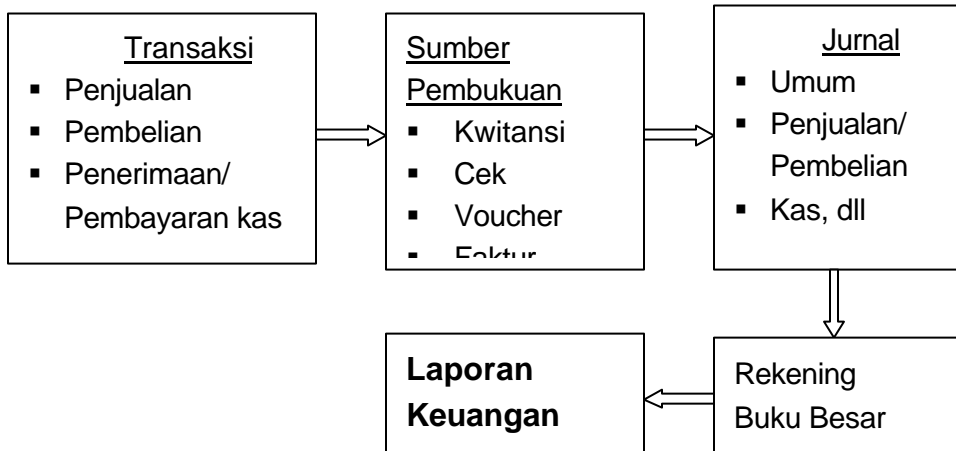 Transaksi
▪ Penjualan
▪ Pembelian
▪ Penerimaan/
Pembayaran kas
Sumber
Pembukuan
▪ Kwitansi
▪ Cek
▪ Voucher
▪ Faktur
Jurnal
▪ Umum
▪ Penjualan/
Pembelian
▪ Kas, dll
Rekening
Buku Besar
Laporan
Keuangan